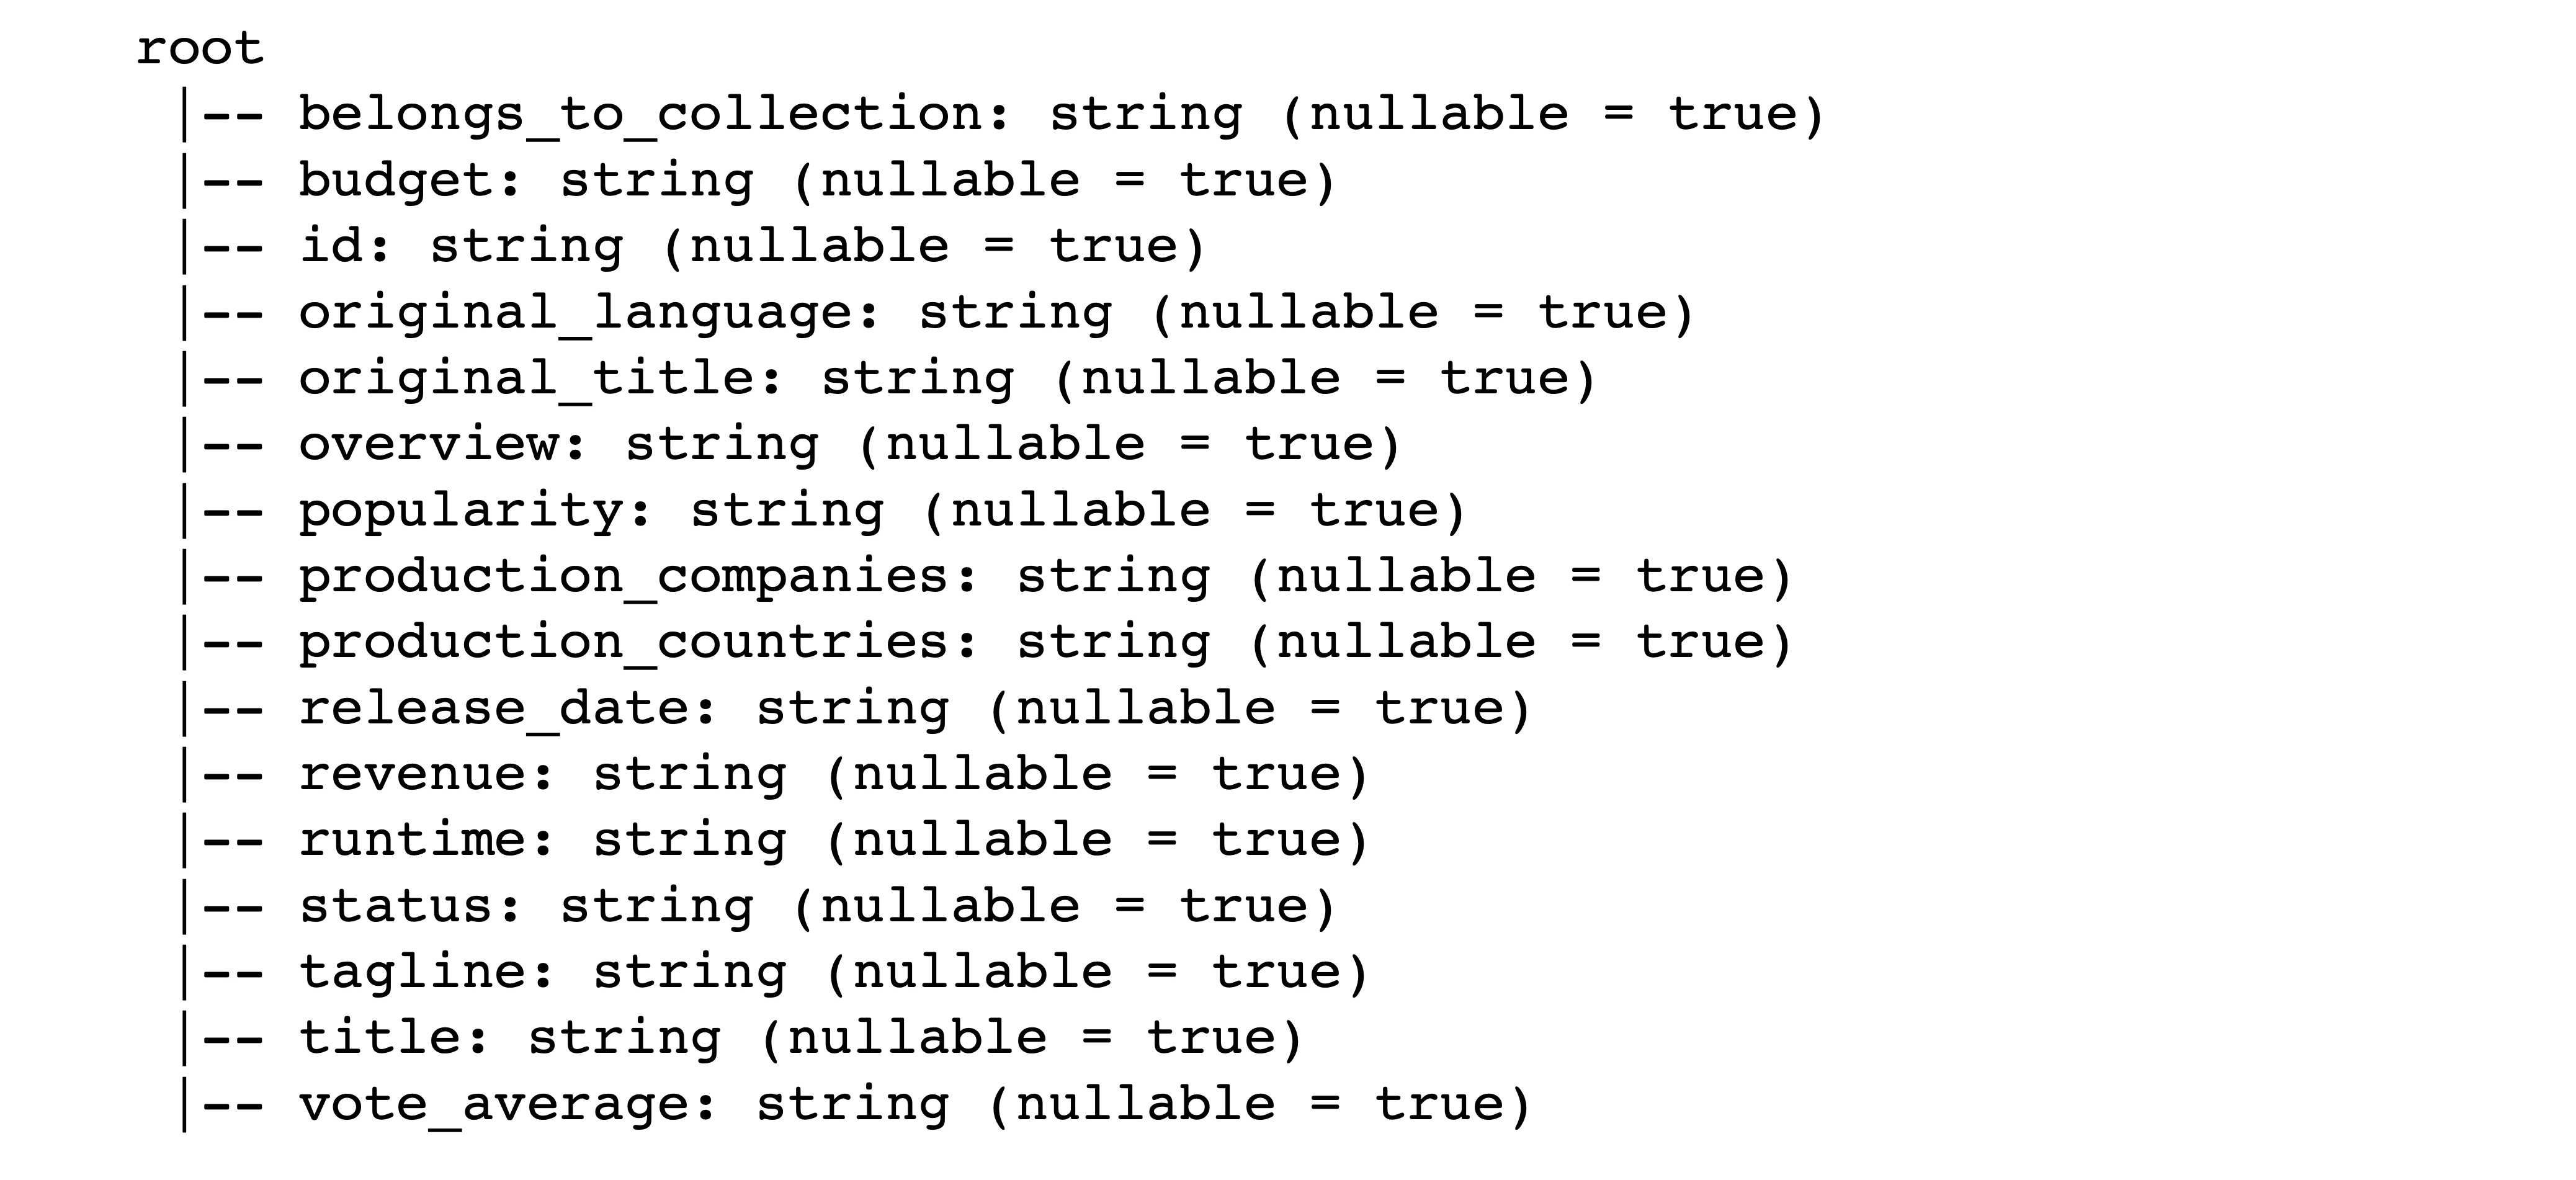 root
|-- belongs_to_collection: string (nullable = true)
|-- budget: string (nullable = true)
|-- id: string (nullable = true)
|-- original_language: string (nullable = true)
|-- original_title: string (nullable = true)
|-- overview: string (nullable = true)
|-- popularity: string (nullable = true)
|-- production_companies: string (nullable = true)
|-- production_countries: string (nullable = true)
|-- release_date: string (nullable = true)
|-- revenue: string (nullable = true)
|-- runtime: string (nullable = true)
|-- status: string (nullable = true)
|-- tagline: string (nullable = true)
|-- title: string (nullable = true)
|-- vote_average: string (nullable = true)